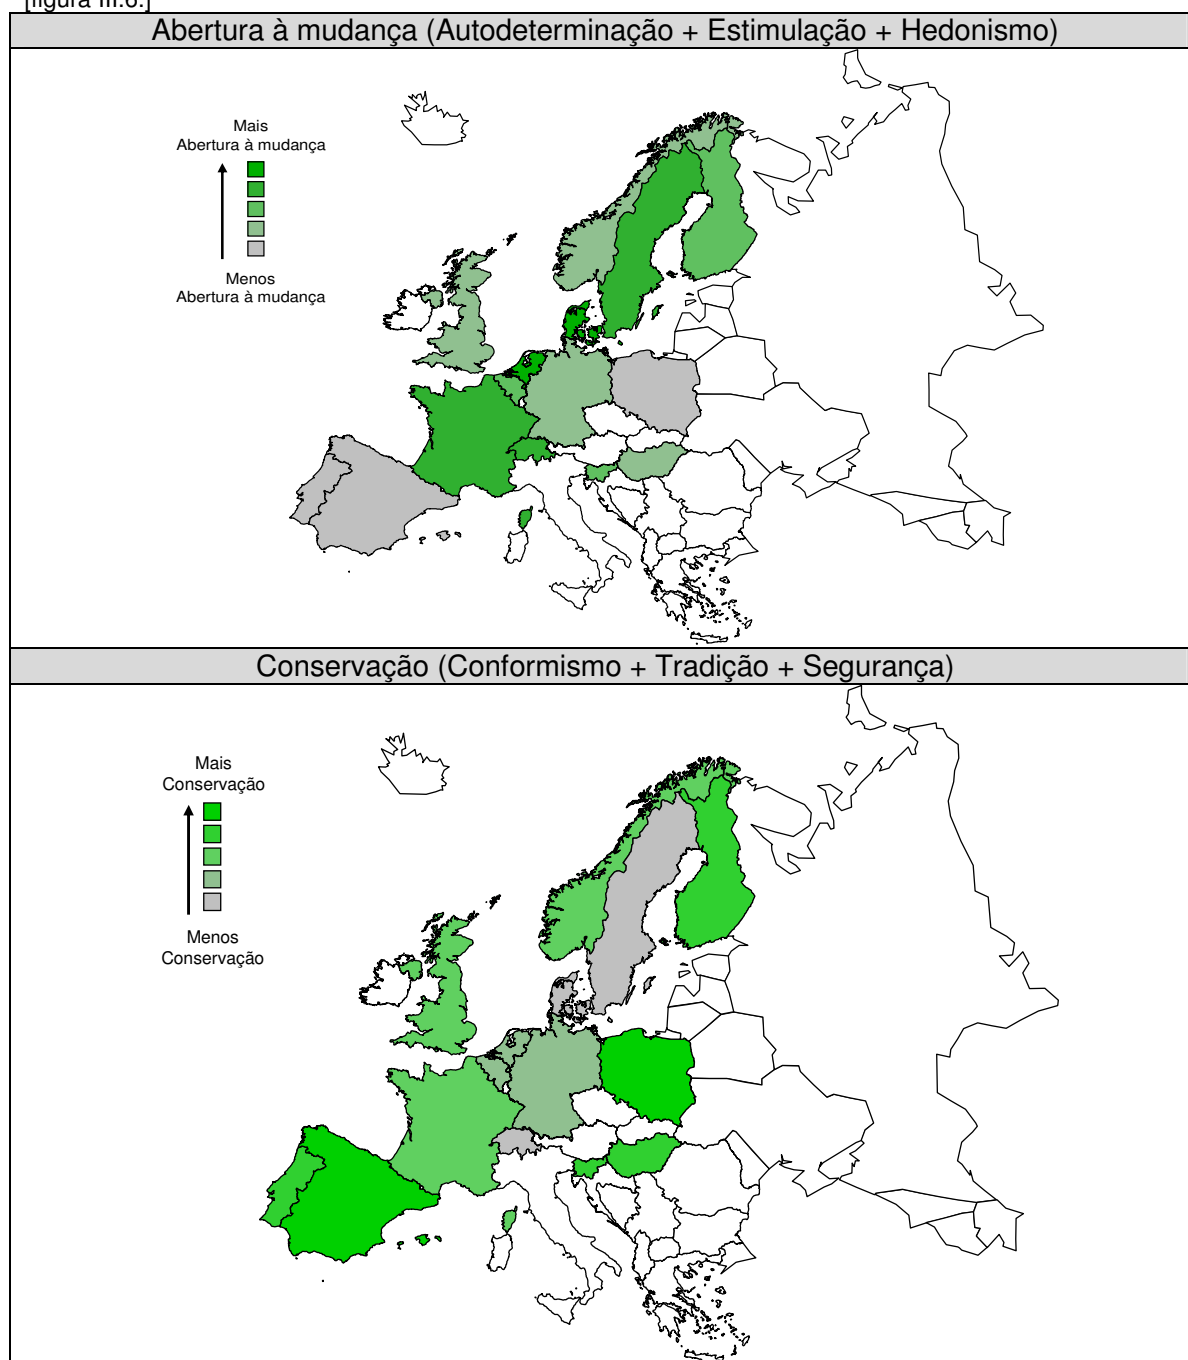 [figura III.6.]
Abertura à mudança (Autodeterminação + Estimulação + Hedonismo)
Mais
Abertura à mudança
Menos
Abertura à mudança
Conservação (Conformismo + Tradição + Segurança)
Mais
Conservação
Menos
Conservação